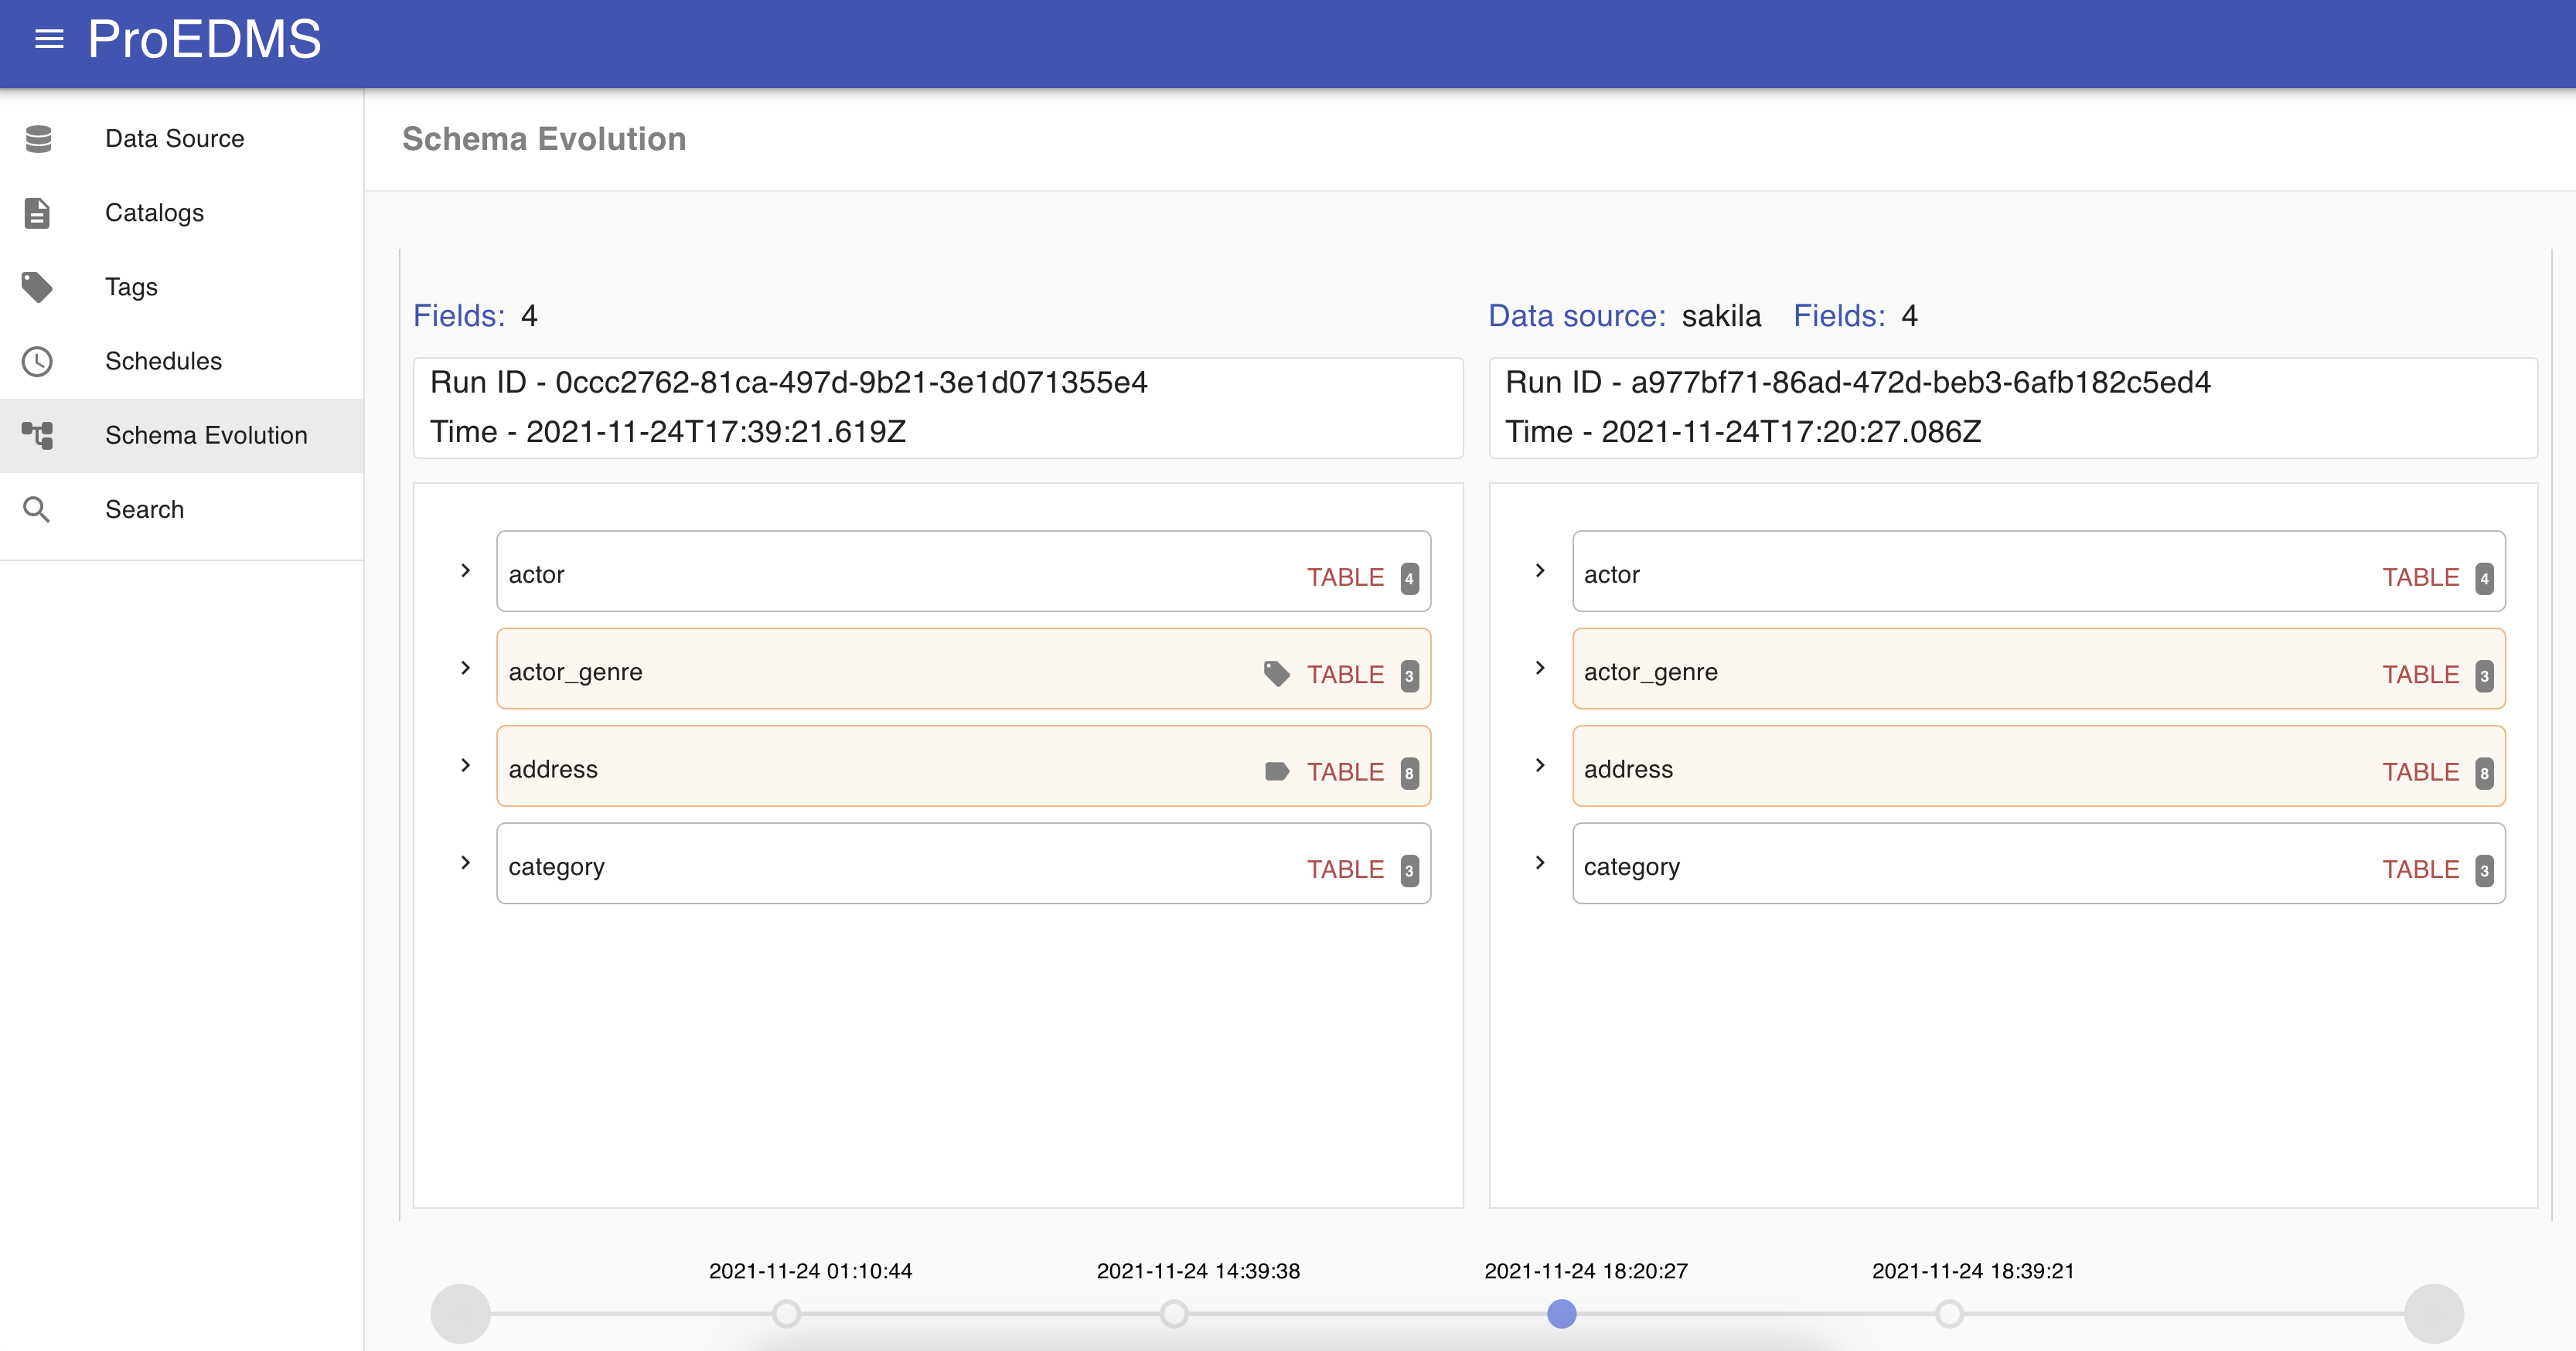 ProEDMS
Data Source
Catalogs
Tags
Schedules
Schema Evolution
Search
Schema Evolution
Fields: 4
Run ID - 0ccc2762-81ca-497d-9b21-3e1d071355e4
Time - 2021-11-24T17:39:21.619Z
actor TABLE 4
actor_genre TABLE 3
address TABLE 8
category TABLE 3
Data source: sakila Fields: 4
Run ID - a977bf71-86ad-472d-beb3-6afb182c5ed4
Time - 2021-11-24T17:20:27.086Z
actor TABLE 4
actor_genre TABLE 3
address TABLE 8
category TABLE 3
2021-11-24 01:10:44 2021-11-24 14:39:38 2021-11-24 18:20:27 2021-11-24 18:39:21